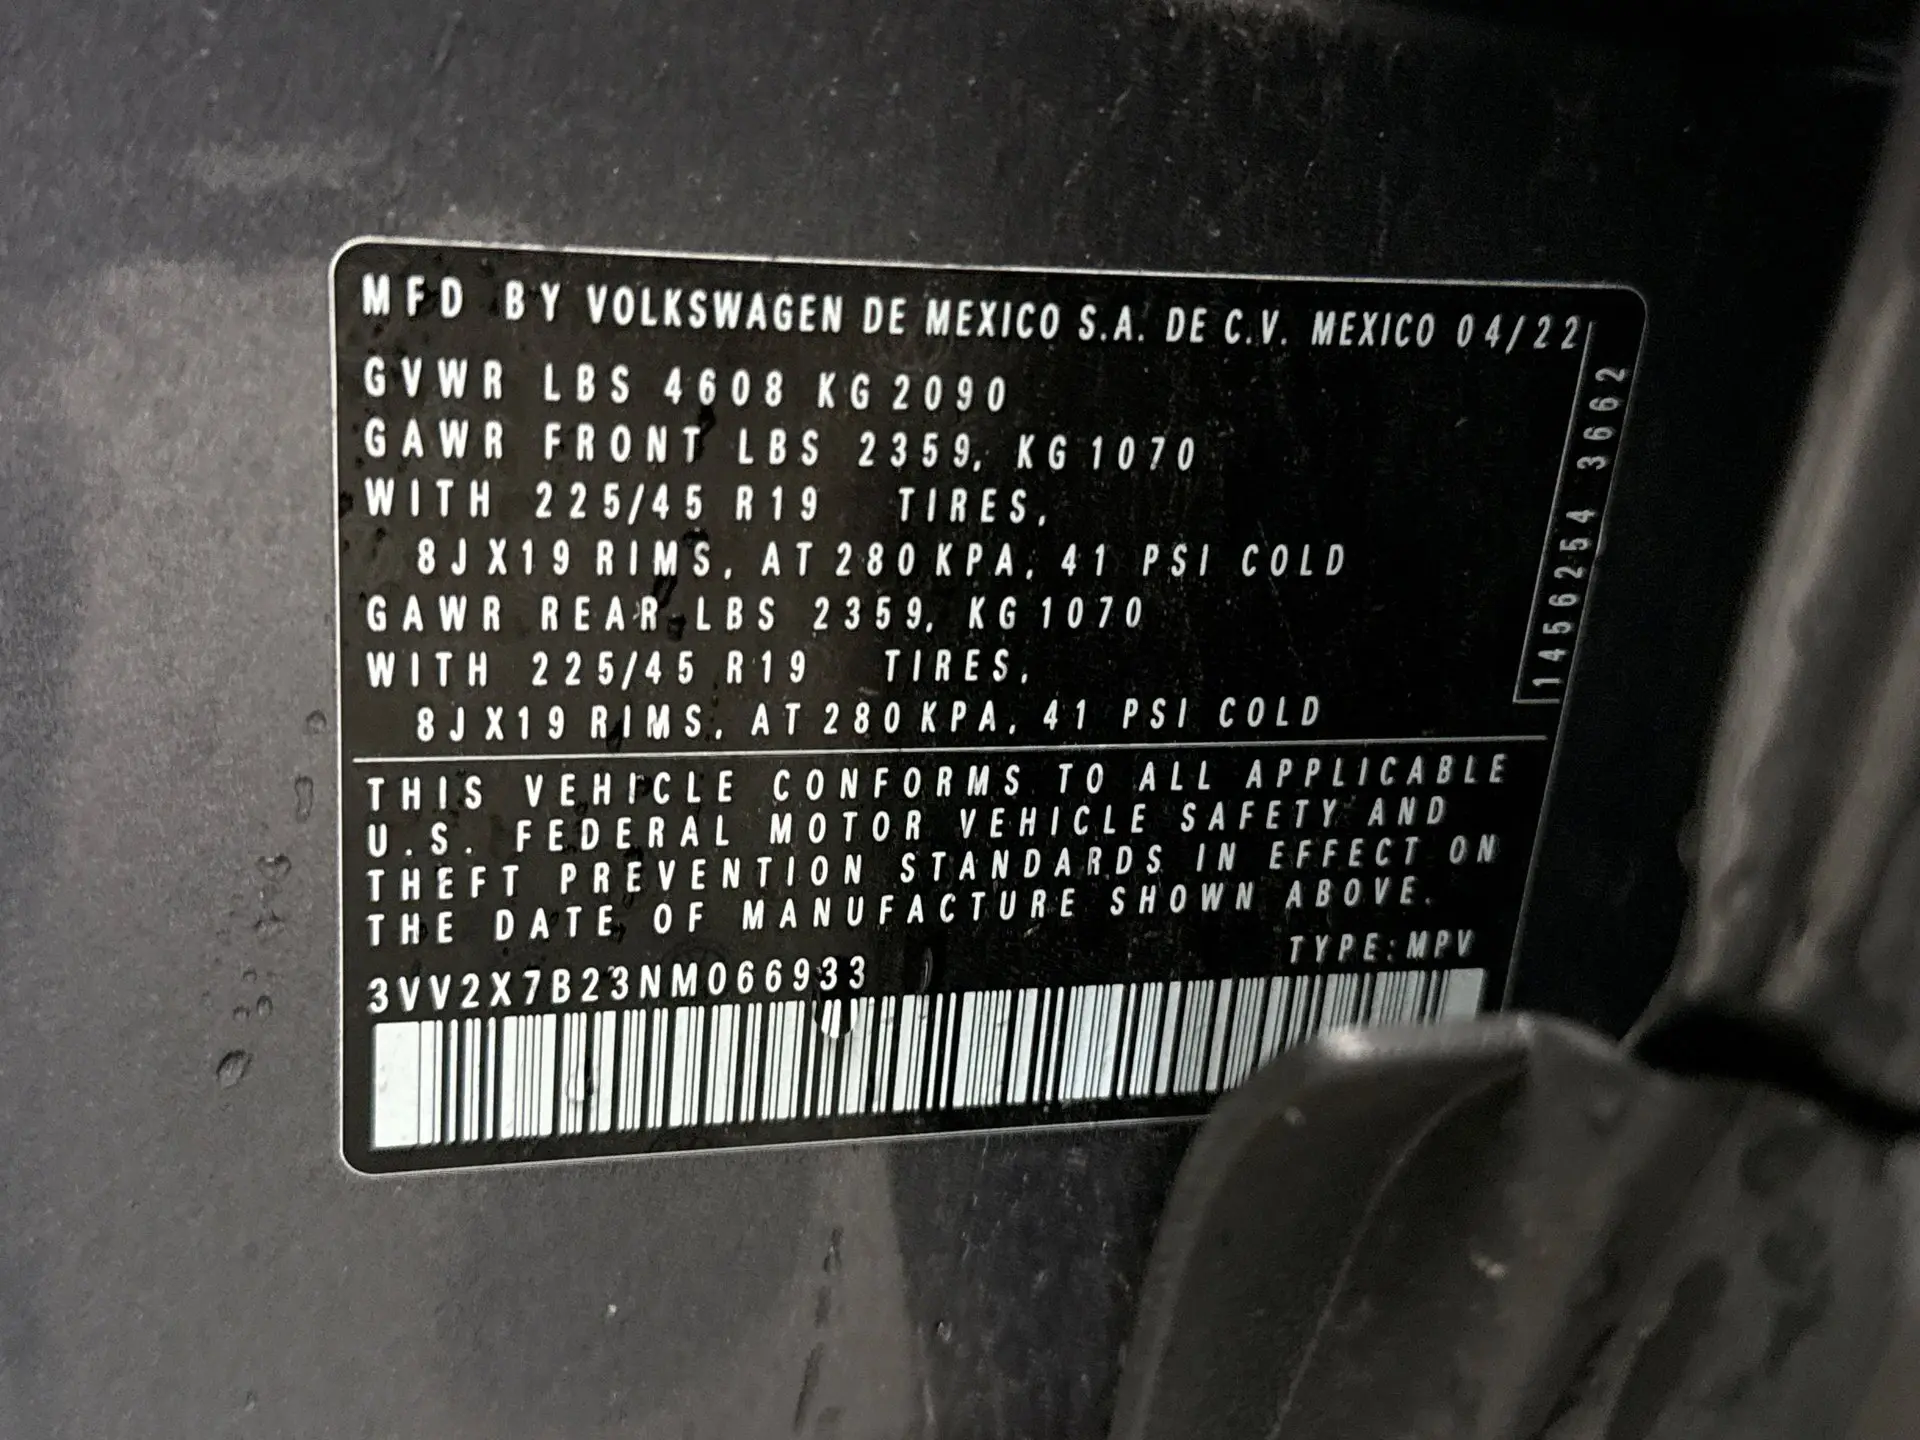 MFD BY VOLKSWAGEN DE MEXICO S.A. DE C.V. MEXICO 04/22
GVWR LBS 4608 KG 2090
GAWR FRONT LBS 2359, KG 1070
WITH 225/45 R19 TIRES,
8JX19 RIMS, AT 280 KPA, 41 PSI COLD
GAWR REAR LBS 2359, KG 1070
WITH 225/45 R19 TIRES,
8JX19 RIMS, AT 280 KPA, 41 PSI COLD
1456254 3662
THIS VEHICLE CONFORMS TO ALL APPLICABLE
U.S. FEDERAL MOTOR VEHICLE SAFETY AND
THEFT PREVENTION STANDARDS IN EFFECT ON
THE DATE OF MANUFACTURE SHOWN ABOVE.
TYPE: MPV
3VV2X7B23NM066933